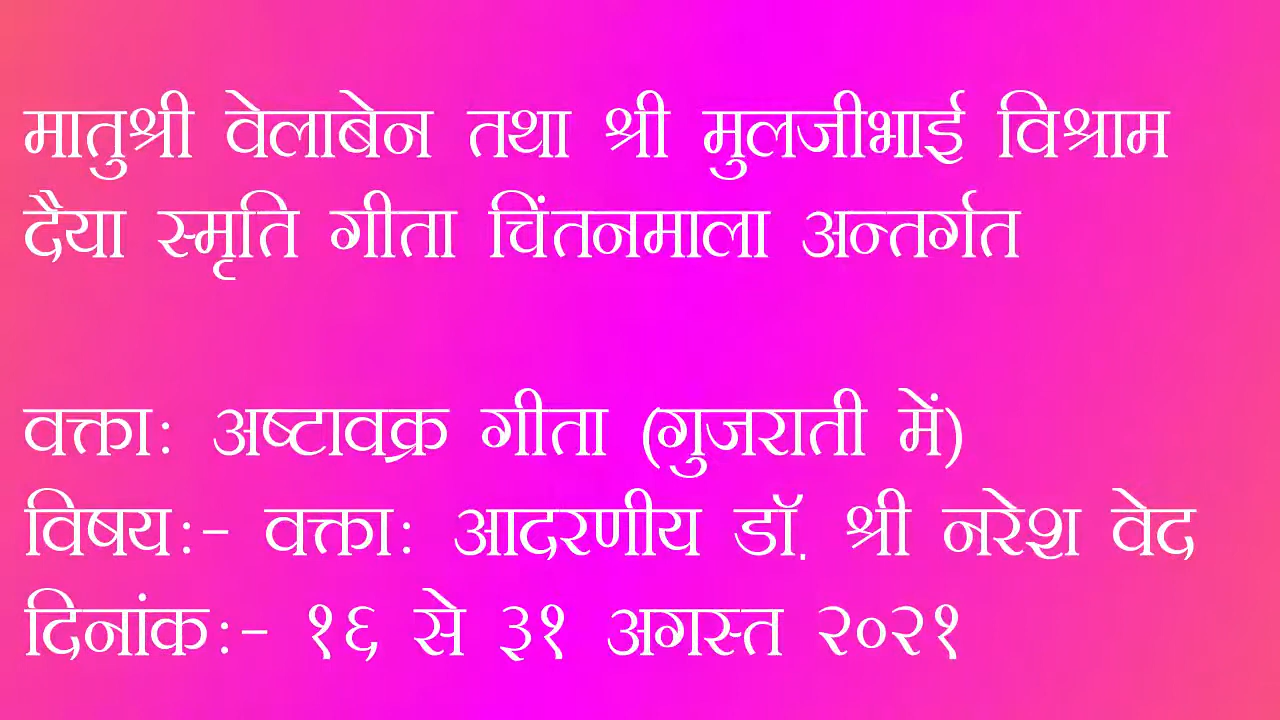 मातुश्री वेलाबेन तथा श्री मुलजीभाई विश्राम
दैया स्मृति गीता चिंतनमाला अन्तर्गत
वक्ताः अष्टावक्र गीता (गुजराती में)
विषयः- वक्ताः आदरणीय डॉ. श्री नरेश वेद
दिनांकः- १६ से ३१ अगस्त २०२१